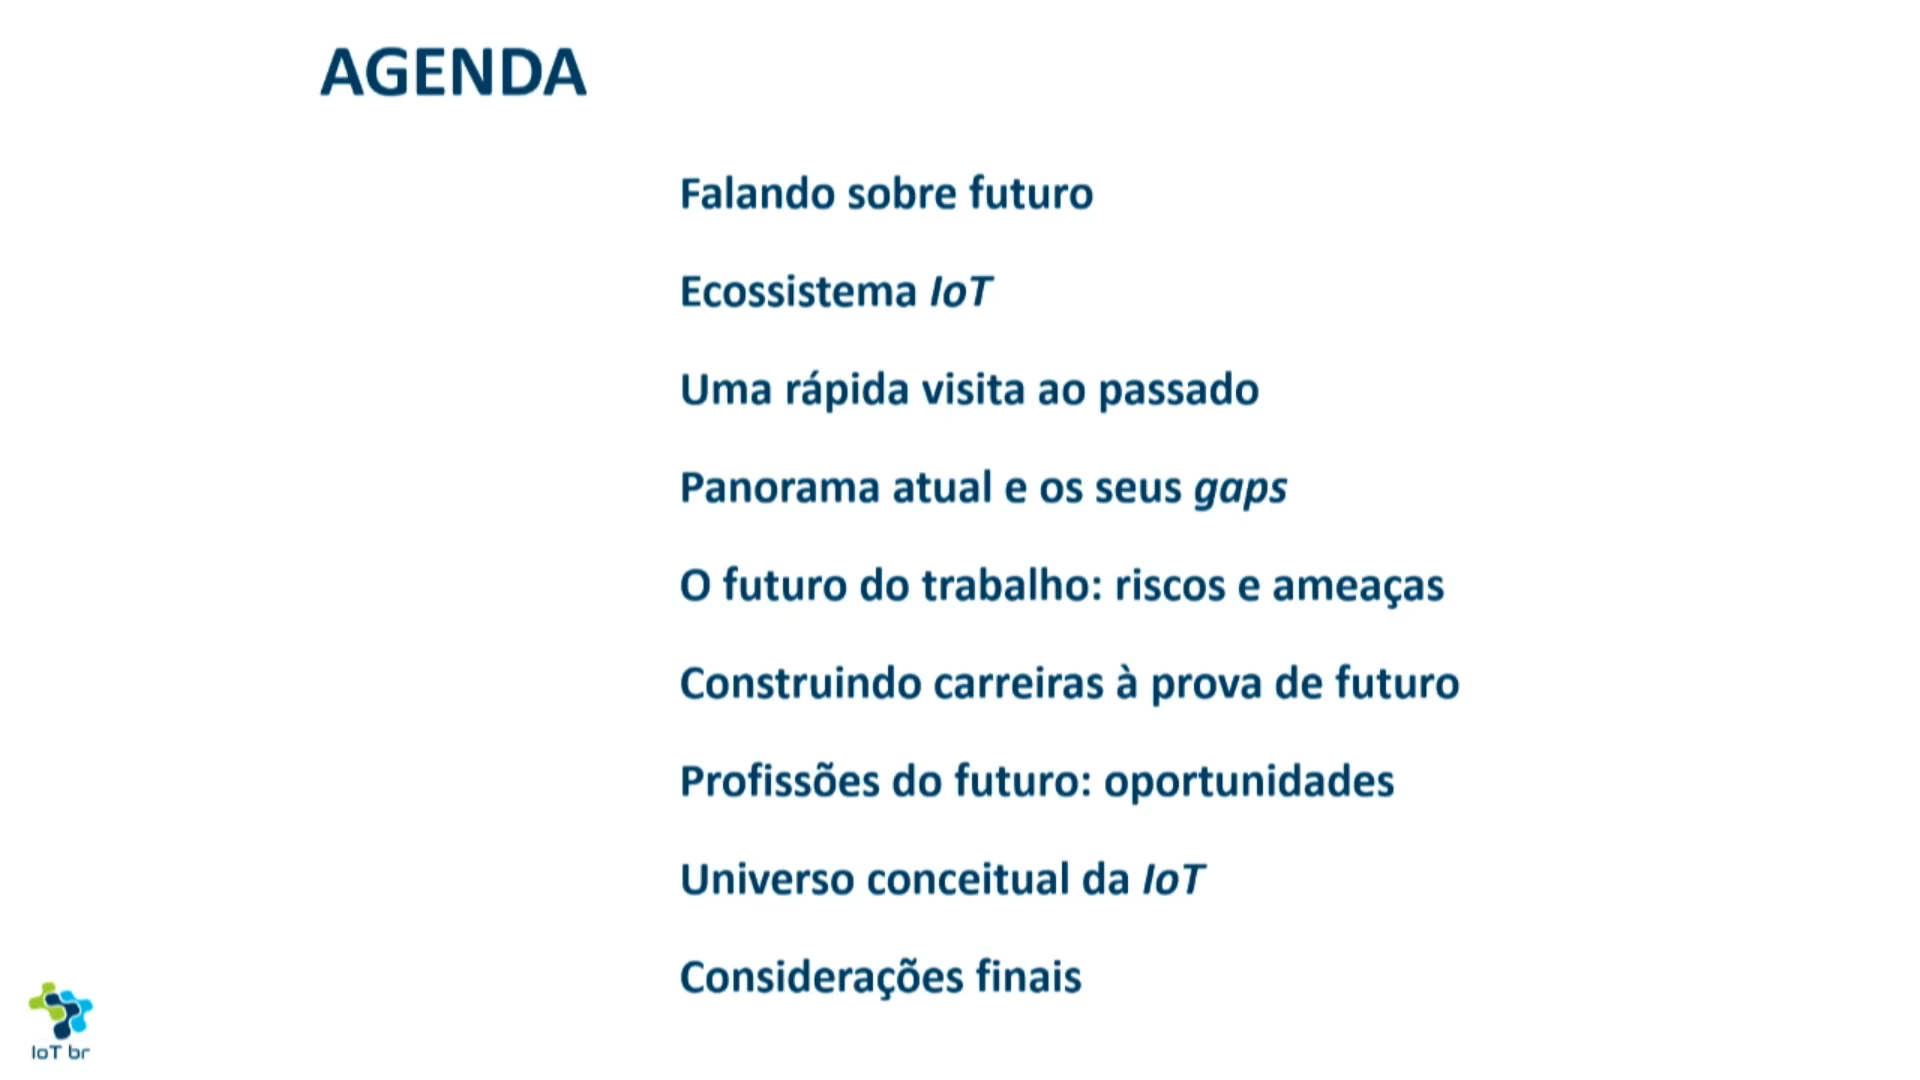 AGENDA
Falando sobre futuro
Ecossistema IoT
Uma rápida visita ao passado
Panorama atual e os seus gaps
O futuro do trabalho: riscos e ameaças
Construindo carreiras à prova de futuro
Profissões do futuro: oportunidades
Universo conceitual da IoT
Considerações finais
IoT br